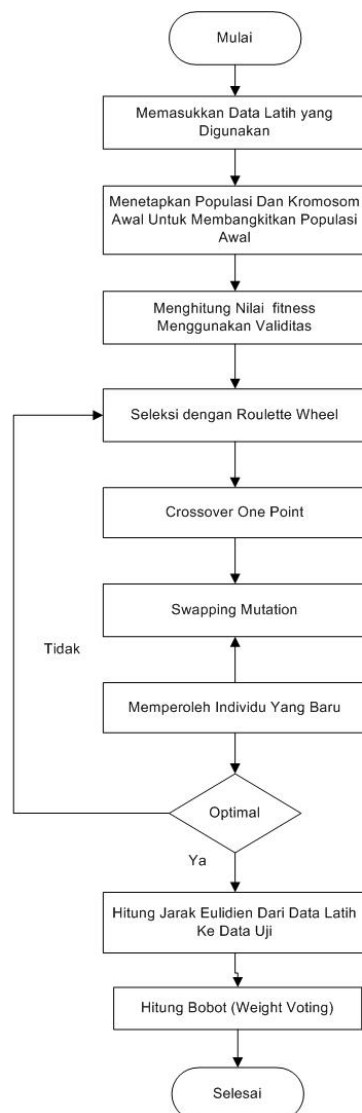 Mulai
Memasukkan Data Latih yang
Digunakan
Menetapkan Populasi Dan Kromosom
Awal Untuk Membangkitkan Populasi
Awal
Menghitung Nilai fitness
Menggunakan Validitas
Seleksi dengan Roulette Wheel
Crossover One Point
Swapping Mutation
Tidak
Memperoleh Individu Yang Baru
Optimal
Ya
Hitung Jarak Eulidien Dari Data Latih
Ke Data Uji
Hitung Bobot (Weight Voting)
Selesai